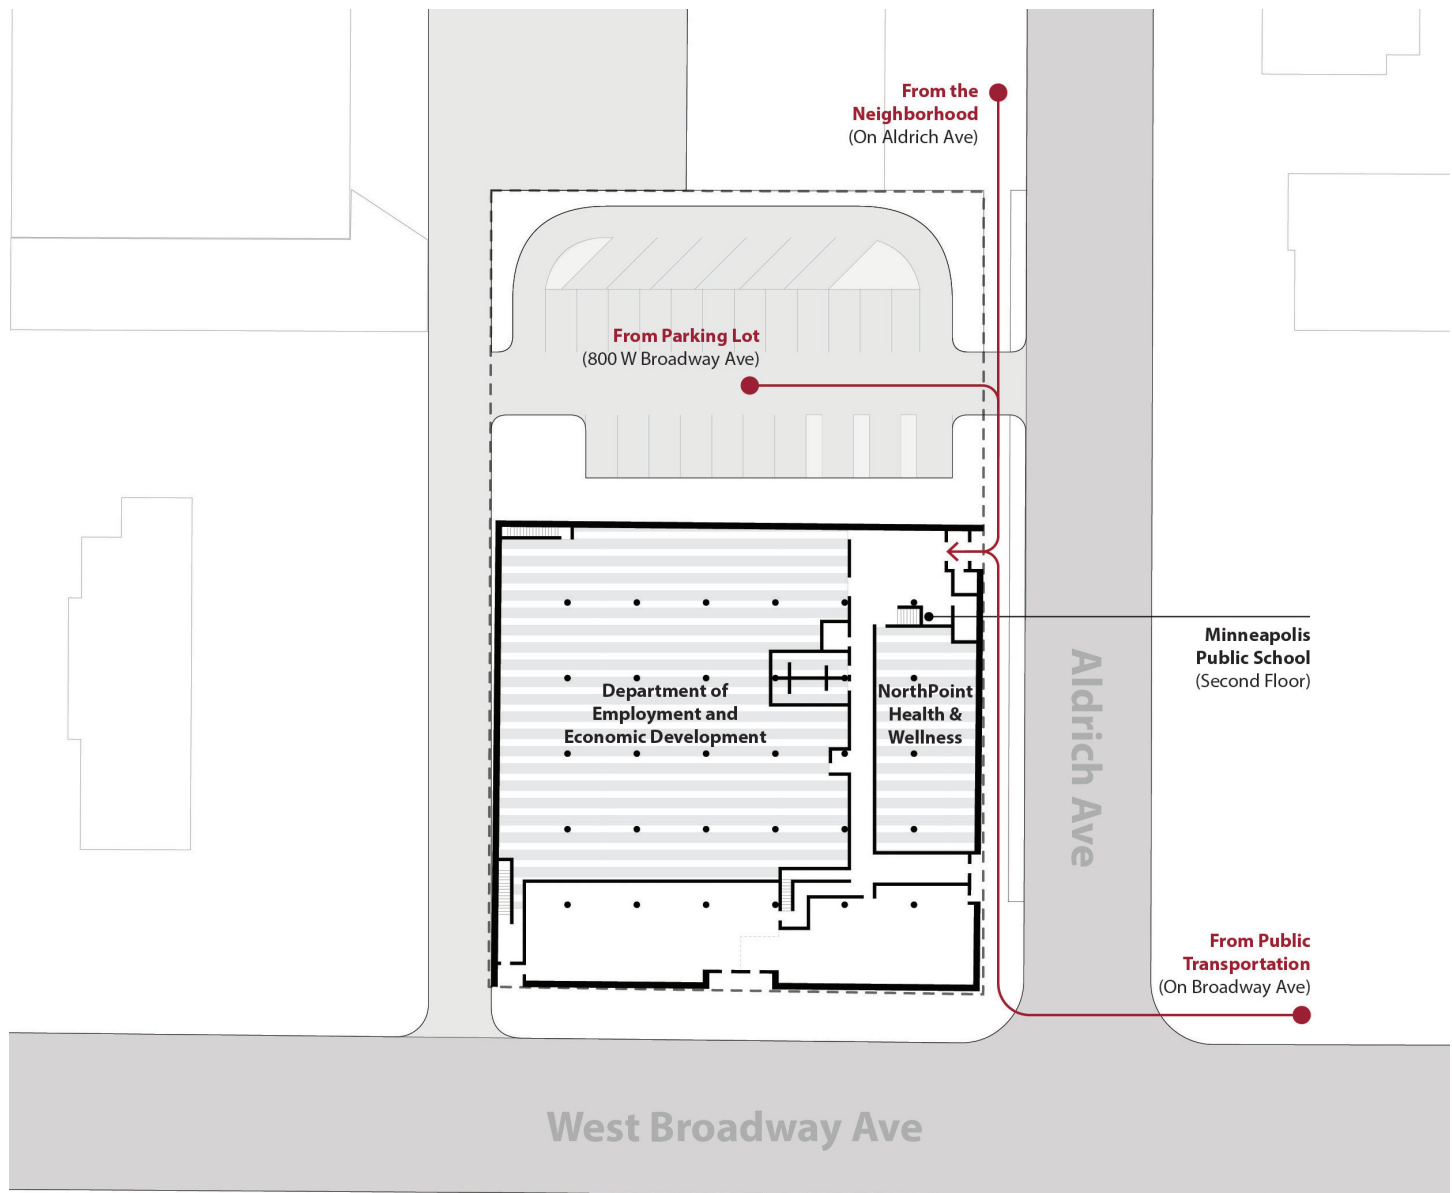 From the
Neighborhood
(On Aldrich Ave)
From Parking Lot
(800 W Broadway Ave)
Minneapolis
Public School
(Second Floor)
Department of
Employment and
Economic Development
NorthPoint
Health &
Wellness
Aldrich Ave
From Public
Transportation
(On Broadway Ave)
West Broadway Ave